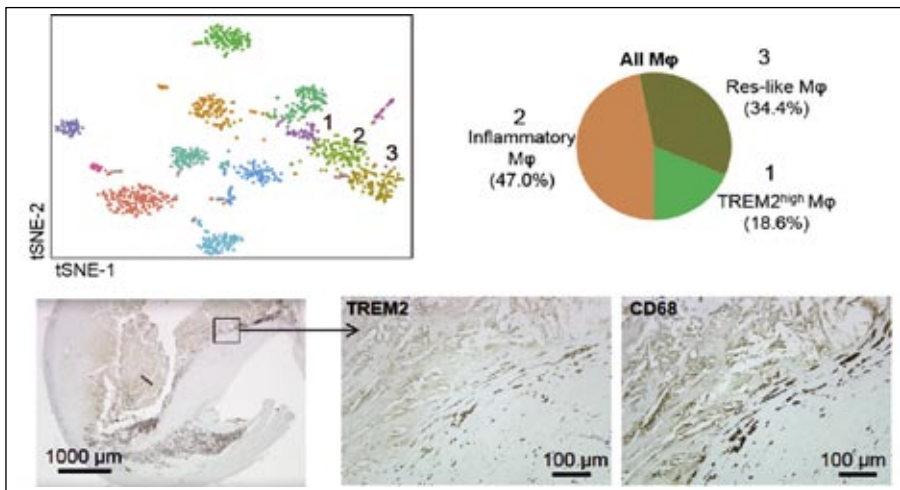 tSNE-2
tSNE-1
1
2
3
All Mφ
3
Res-like Mφ
(34.4%)
2
Inflammatory
Mφ
(47.0%)
1
TREM2high Mφ
(18.6%)
1000 μm
TREM2
100 μm
CD68
100 μm